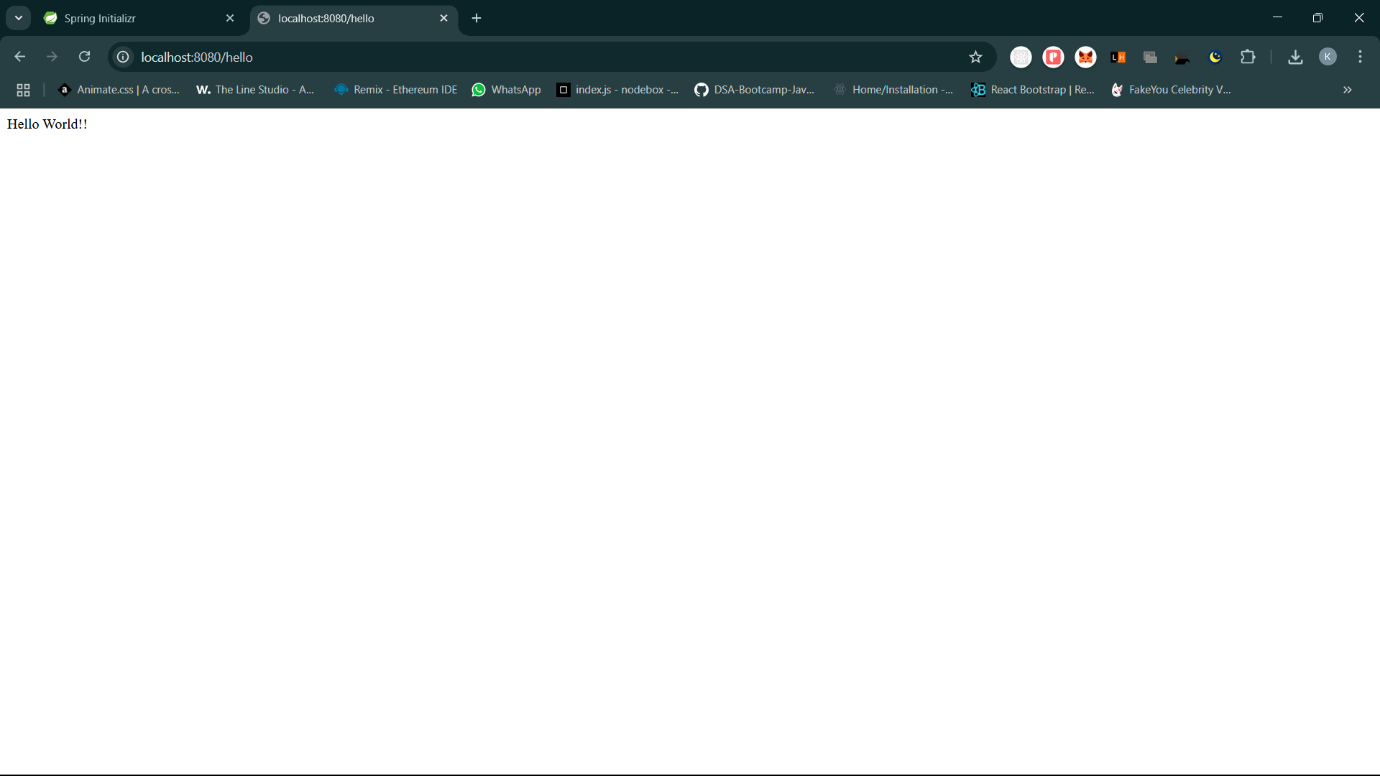 Spring Initializr
localhost:8080/hello
localhost:8080/hello
K
Animate.css | A cros...
W. The Line Studio - A...
Remix - Ethereum IDE
WhatsApp
index.js - nodebox -...
DSA-Bootcamp-Jav...
Home/Installation -...
React Bootstrap | Re...
FakeYou Celebrity V...
Hello World!!